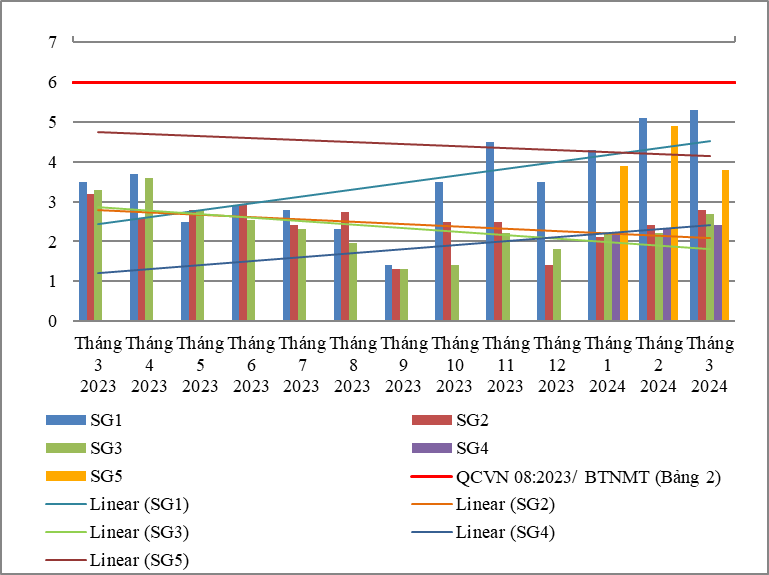 7
6
5
4
3
2
1
0
Tháng Tháng Tháng Tháng Tháng Tháng Tháng Tháng Tháng Tháng Tháng Tháng Tháng
3 4 5 6 7 8 9 10 11 12 1 2 3
2023 2023 2023 2023 2023 2023 2023 2023 2023 2023 2024 2024 2024
SG1 SG2
SG3 SG4
SG5 QCVN 08:2023/ BTNMT (Bảng 2)
Linear (SG1) Linear (SG2)
Linear (SG3) Linear (SG4)
Linear (SG5)